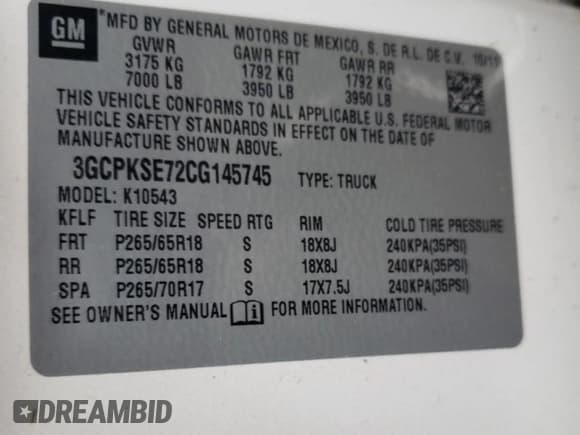 GM
*MFD BY GENERAL MOTORS DE MEXICO, S. DE R.L. DE C.V. 10/11
GVWR GAWR FRT GAWR RR
3175 KG 1792 KG 1792 KG
7000 LB 3950 LB 3950 LB
THIS VEHICLE CONFORMS TO ALL APPLICABLE U.S. FEDERAL MOTOR
VEHICLE SAFETY STANDARDS IN EFFECT ON THE DATE OF
MANUFACTURE SHOWN ABOVE.
3GCPKSE72CG145745 TYPE: TRUCK
MODEL: K10543
KFLF TIRE SIZE SPEED RTG RIM COLD TIRE PRESSURE
FRT P265/65R18 S 18X8J 240KPA(35PSI)
RR P265/65R18 S 18X8J 240KPA(35PSI)
SPA P265/70R17 S 17X7.5J 240KPA(35PSI)
SEE OWNER'S MANUAL i FOR MORE INFORMATION.
DREAMBID